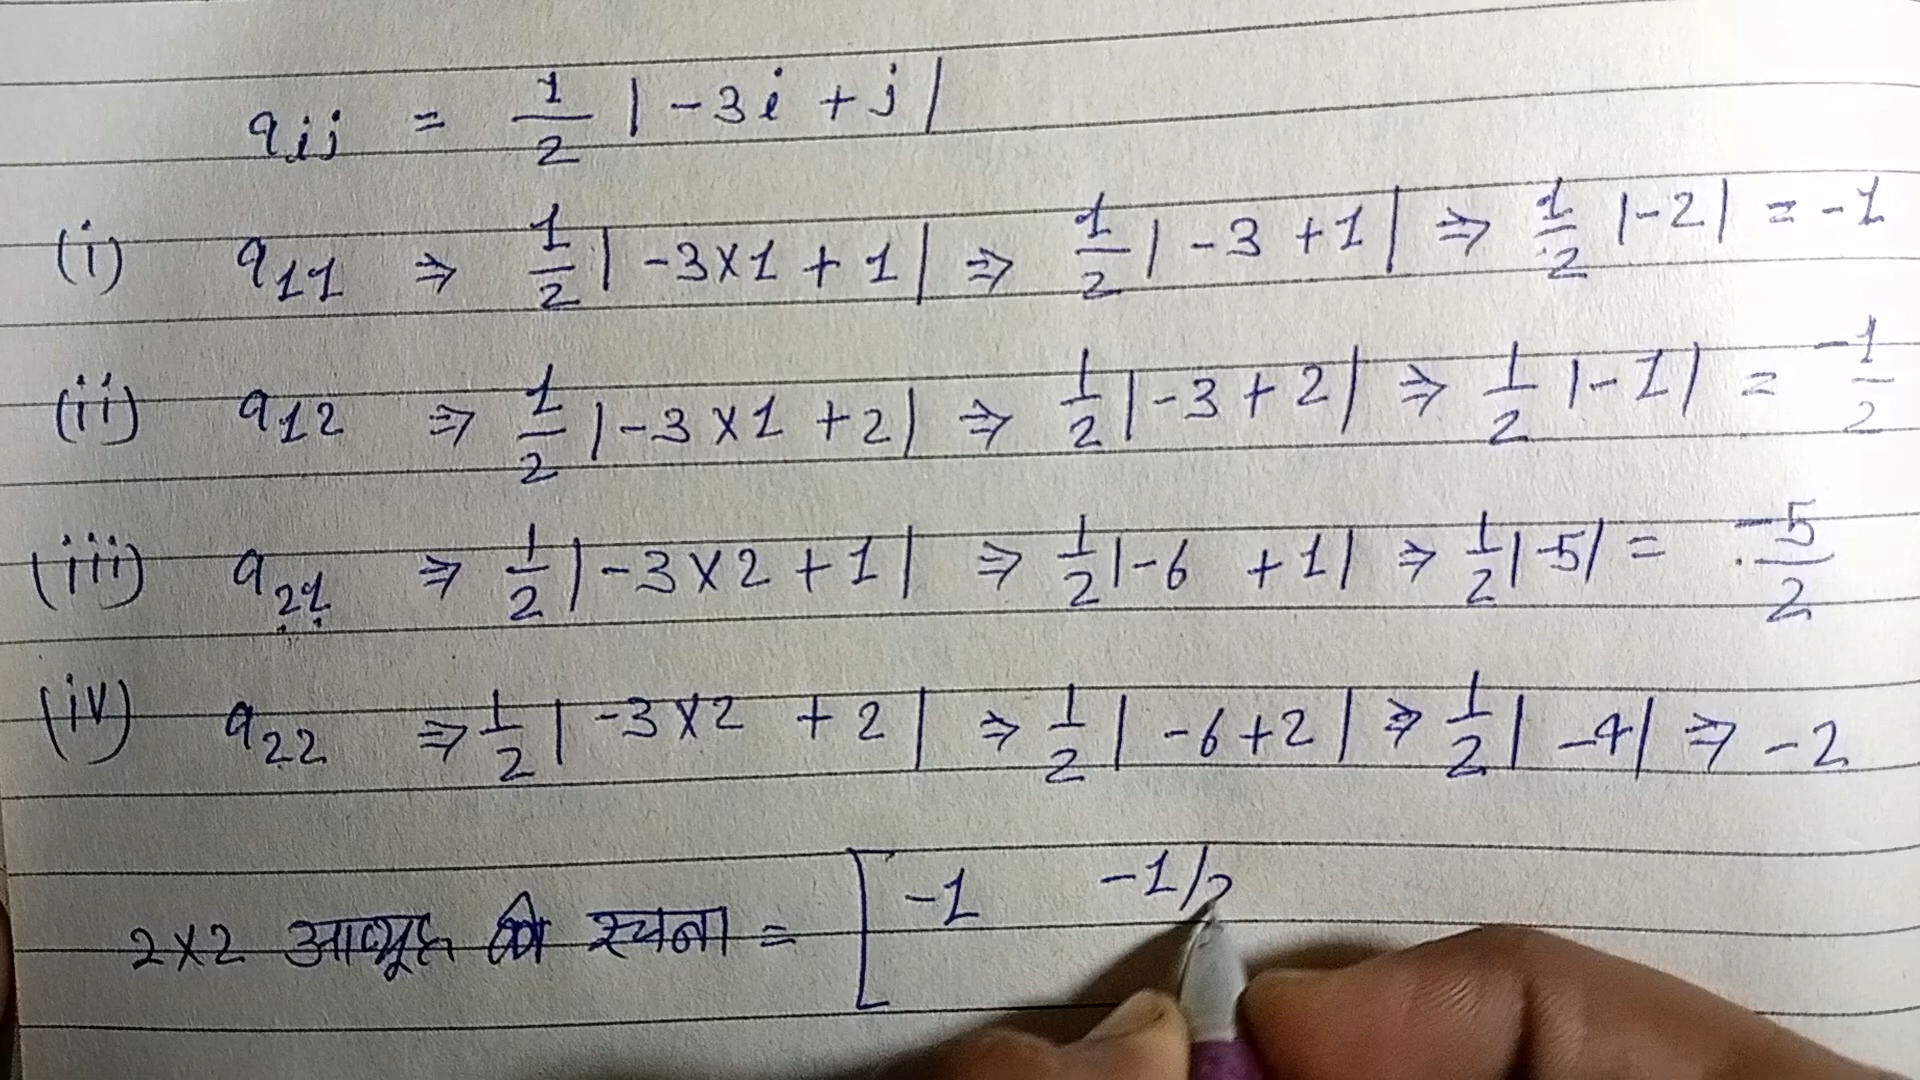 aij = 1/2 |-3i + j|
(i) a11 ⇒ 1/2 |-3×1 + 1| ⇒ 1/2 |-3 +1| ⇒ 1/2 |-2| = -1
(ii) a12 ⇒ 1/2 |-3×1 +2| ⇒ 1/2 |-3+2| ⇒ 1/2 |-1| = -1/2
(iii) a21 ⇒ 1/2 |-3×2+1| ⇒ 1/2 |-6 +1| ⇒ 1/2 |-5| = -5/2
(iv) a22 ⇒ 1/2 |-3×2 +2| ⇒ 1/2 |-6+2| ⇒ 1/2 |-4| ⇒ -2
2×2 आव्यूह की रचना = [ -1 -1/2